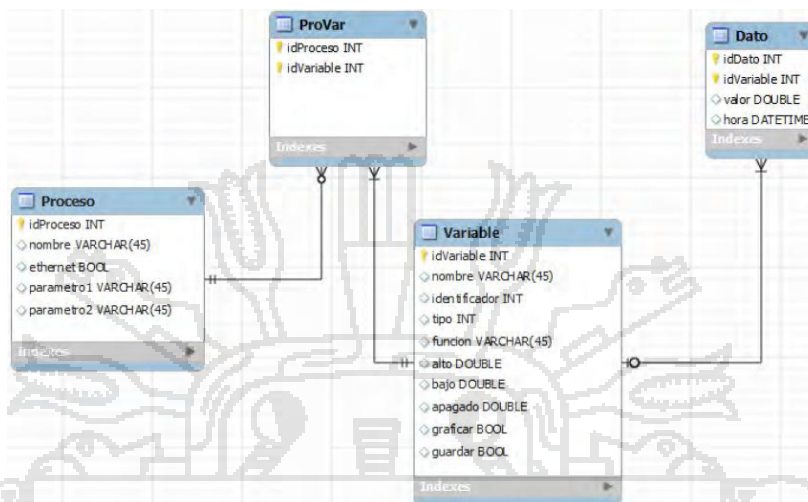 ProVar
idProceso INT
idVariable INT
Indexes
Dato
idDato INT
idVariable INT
valor DOUBLE
hora DATETIME
Indexes
Proceso
idProceso INT
nombre VARCHAR(45)
ethernet BOOL
parametro1 VARCHAR(45)
parametro2 VARCHAR(45)
Indexes
Variable
idVariable INT
nombre VARCHAR(45)
identificador INT
tipo INT
funcion VARCHAR(45)
alto DOUBLE
bajo DOUBLE
apagado DOUBLE
graficar BOOL
guardar BOOL
Indexes